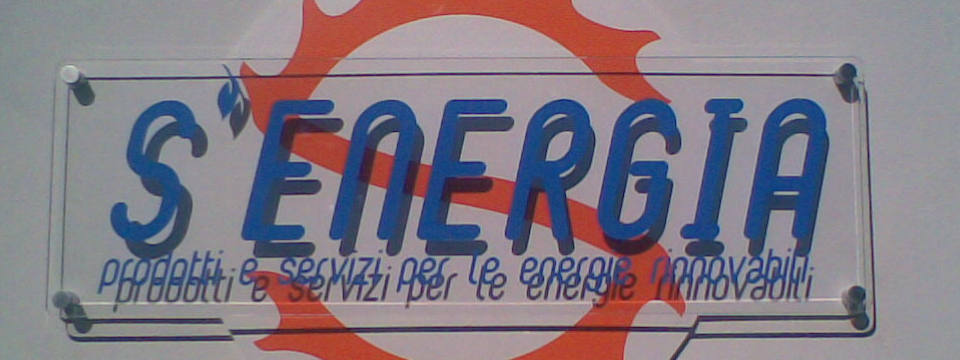 S'ENERGIA
prodotti e servizi per le energie rinnovabili